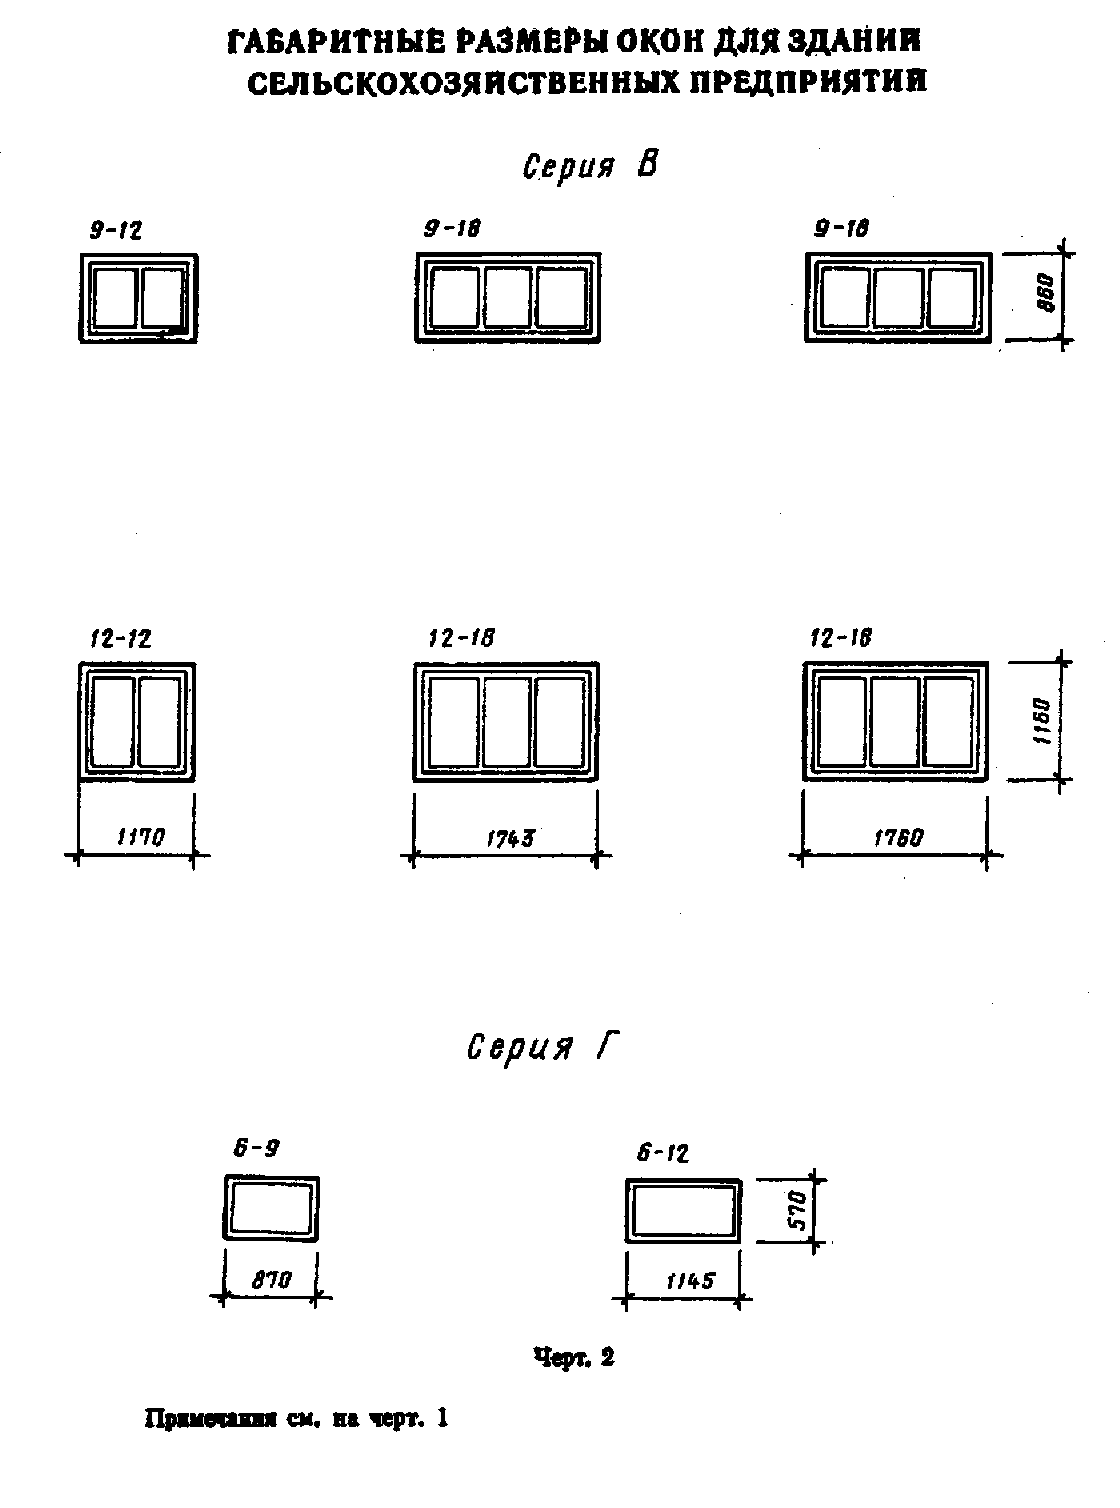 ГАБАРИТНЫЕ РАЗМЕРЫ ОКОН ДЛЯ ЗДАНИЙ
СЕЛЬСКОХОЗЯЙСТВЕННЫХ ПРЕДПРИЯТИЙ
Серия В
9-12
9-18
9-18
860
12-12
12-18
12-18
1160
1170
1743
1760
Серия Г
6-9
6-12
570
870
1145
Черт. 2
Примечания см. на черт. 1